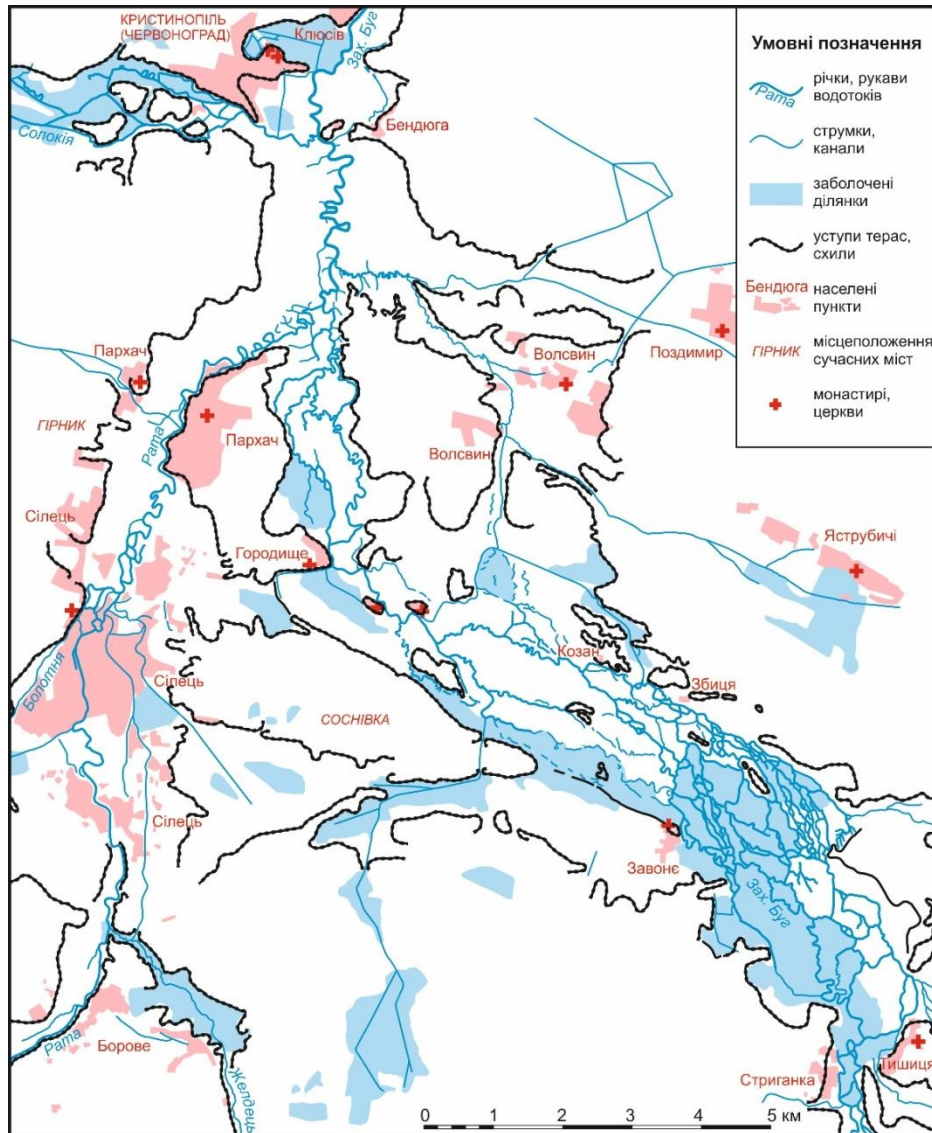 КРИСТИНОПІЛЬ
(ЧЕРВОНОГРАД)
Клюсів
Зах. Буг
Солокія
Бендюга
Пархач
ГІРНИК
Рата
Пархач
Волсвин
Поздимир
Волсвин
Сілець
Городище
Яструбичі
Болотня
Сілець
Козан
Збиця
СОСНІВКА
Сілець
Завонє
Зах. Буг
Рата
Борове
Желдець
Стриганка
Тишиця
0 1 2 3 4 5 км
Умовні позначення
Рата
річки, рукави
водотоків
струмки,
канали
заболочені
ділянки
уступи терас,
схили
Бендюга
населені
пункти
ГІРНИК
місцеположення
сучасних міст
монастирі,
церкви